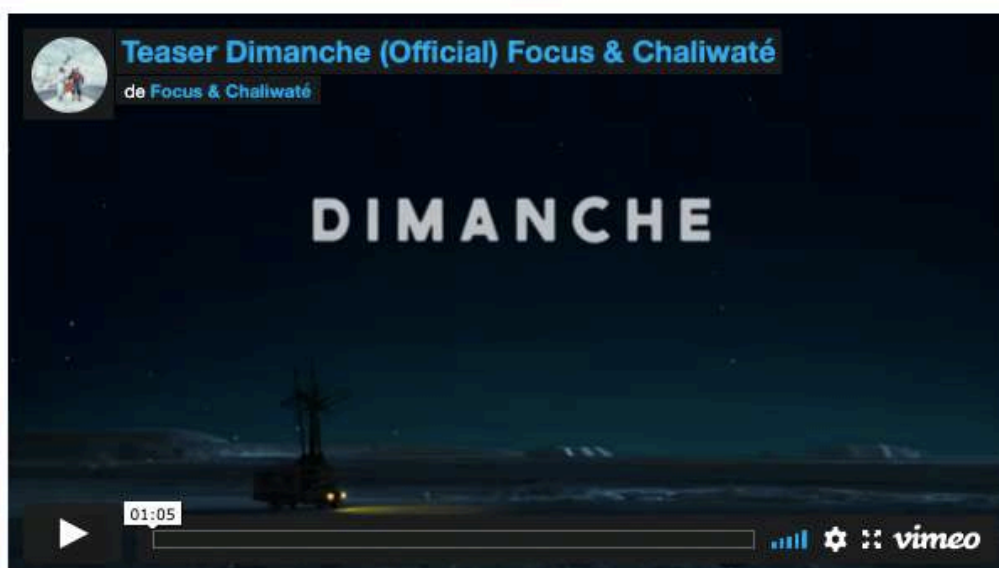 Teaser Dimanche (Official) Focus & Chaliwaté
de Focus & Chaliwaté
DIMANCHE
01:05
vimeo